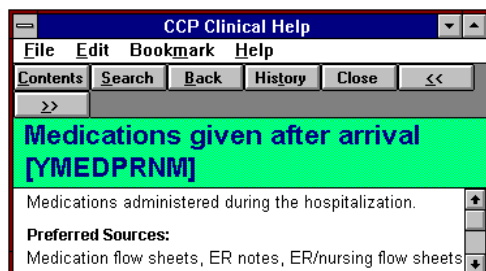 CCP Clinical Help
File Edit Bookmark Help
Contents Search Back History Close <<
>>
Medications given after arrival
[YMEDPRNM]
Medications administered during the hospitalization.
Preferred Sources:
Medication flow sheets, ER notes, ER/nursing flow sheets